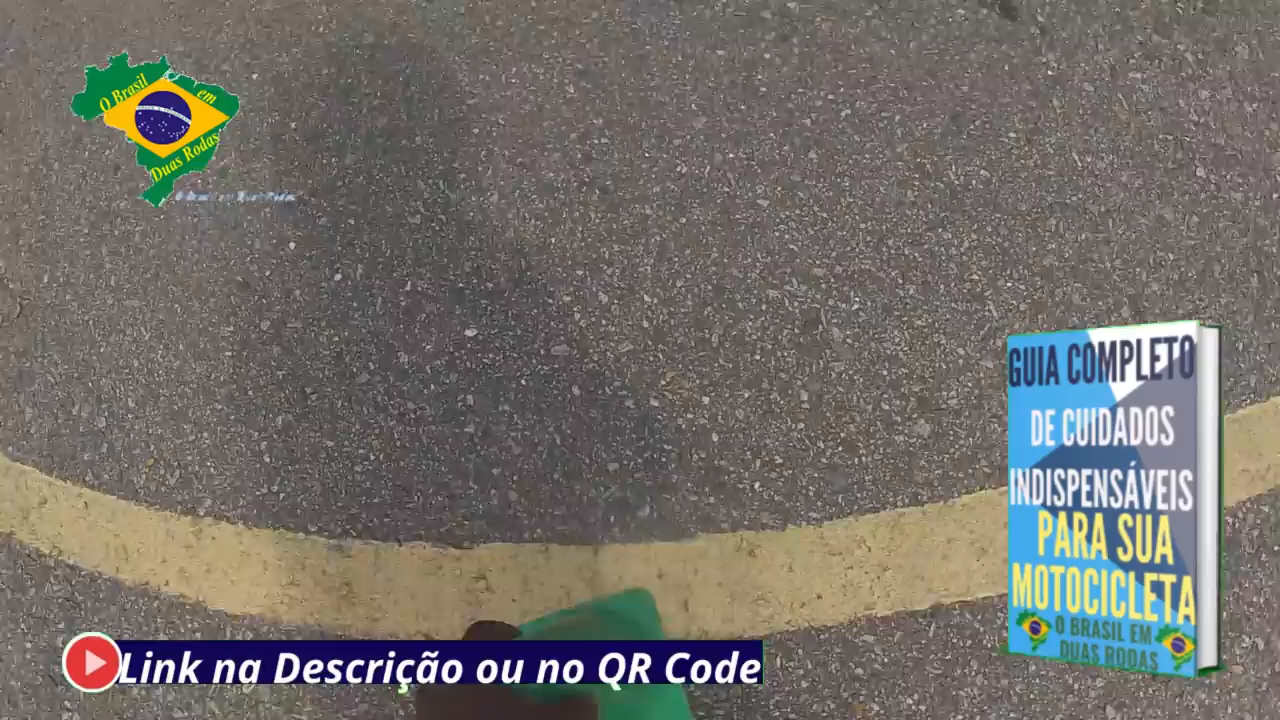 O Brasil em
Duas Rodas
GUIA COMPLETO
DE CUIDADOS
INDISPENSÁVEIS
PARA SUA
MOTOCICLETA
O BRASIL EM
DUAS RODAS
Link na Descrição ou no QR Code